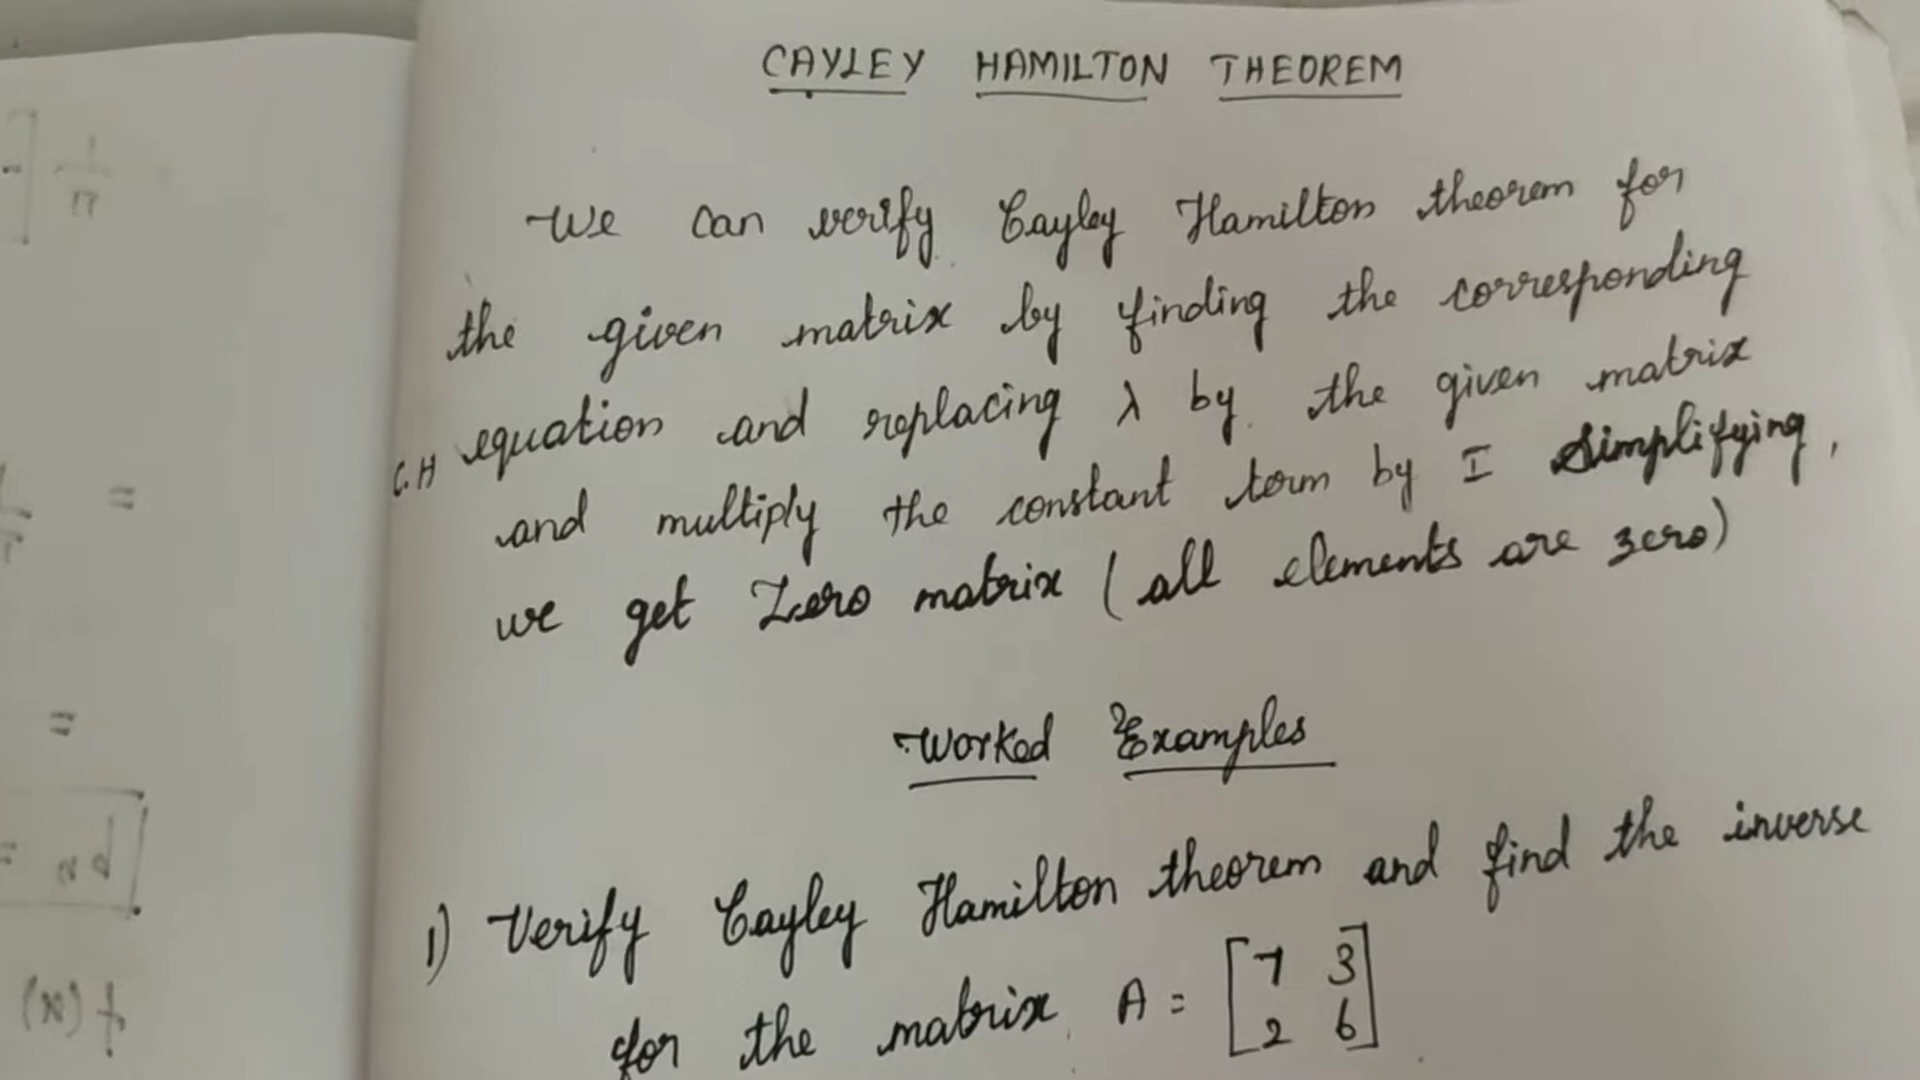 CAYLEY HAMILTON THEOREM
We can verify Cayley Hamilton theorem for
the given matrix by finding the corresponding
C.H equation and replacing λ by the given matrix
and multiply the constant term by I simplifying,
we get Zero matrix (all elements are zero)
Worked Examples
1) Verify Cayley Hamilton theorem and find the inverse
for the matrix A = [7 3
2 6]